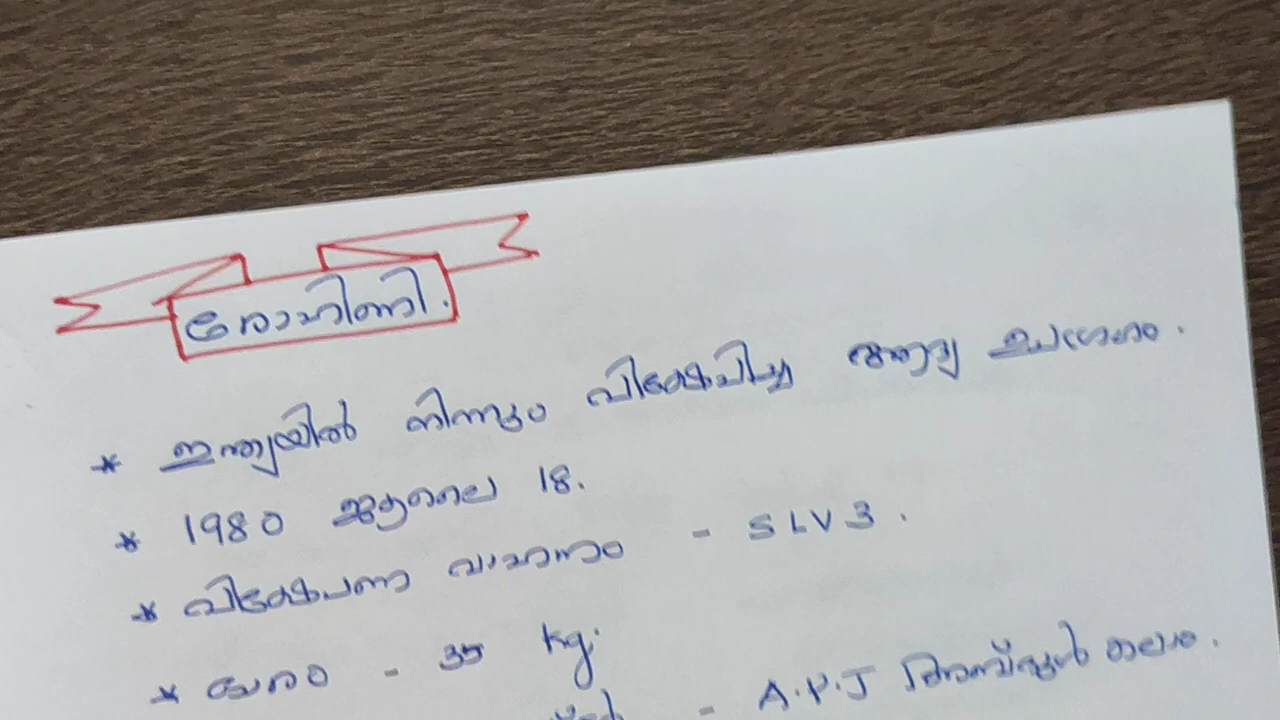 രോഹിണി.
* ഇന്ത്യയിൽ നിന്നും വിക്ഷേപിച്ച ആദ്യ ഉപഗ്രഹം.
* 1980 ജൂലൈ 18.
* വിക്ഷേപണ വാഹനം - SLV 3.
* ഭാരം - 35 kg.
- A.P.J അബ്ദുൾ കലാം.